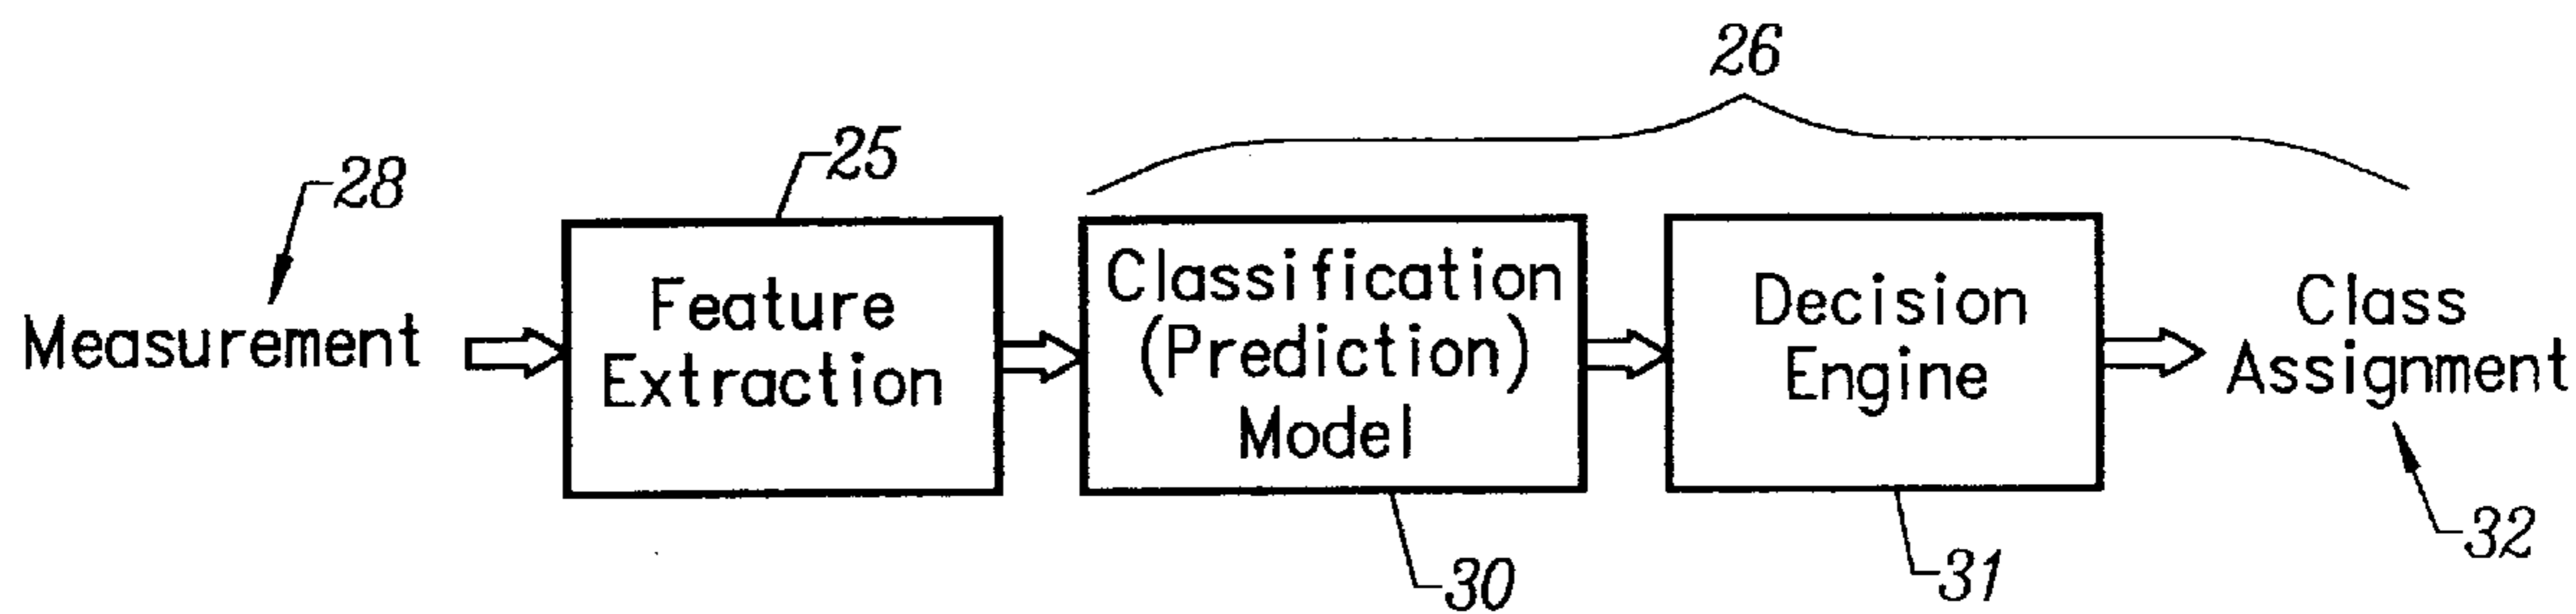 26
25
28
Measurement
Feature
Extraction
Classification
(Prediction)
Model
Decision
Engine
Class
Assignment
30
31
32